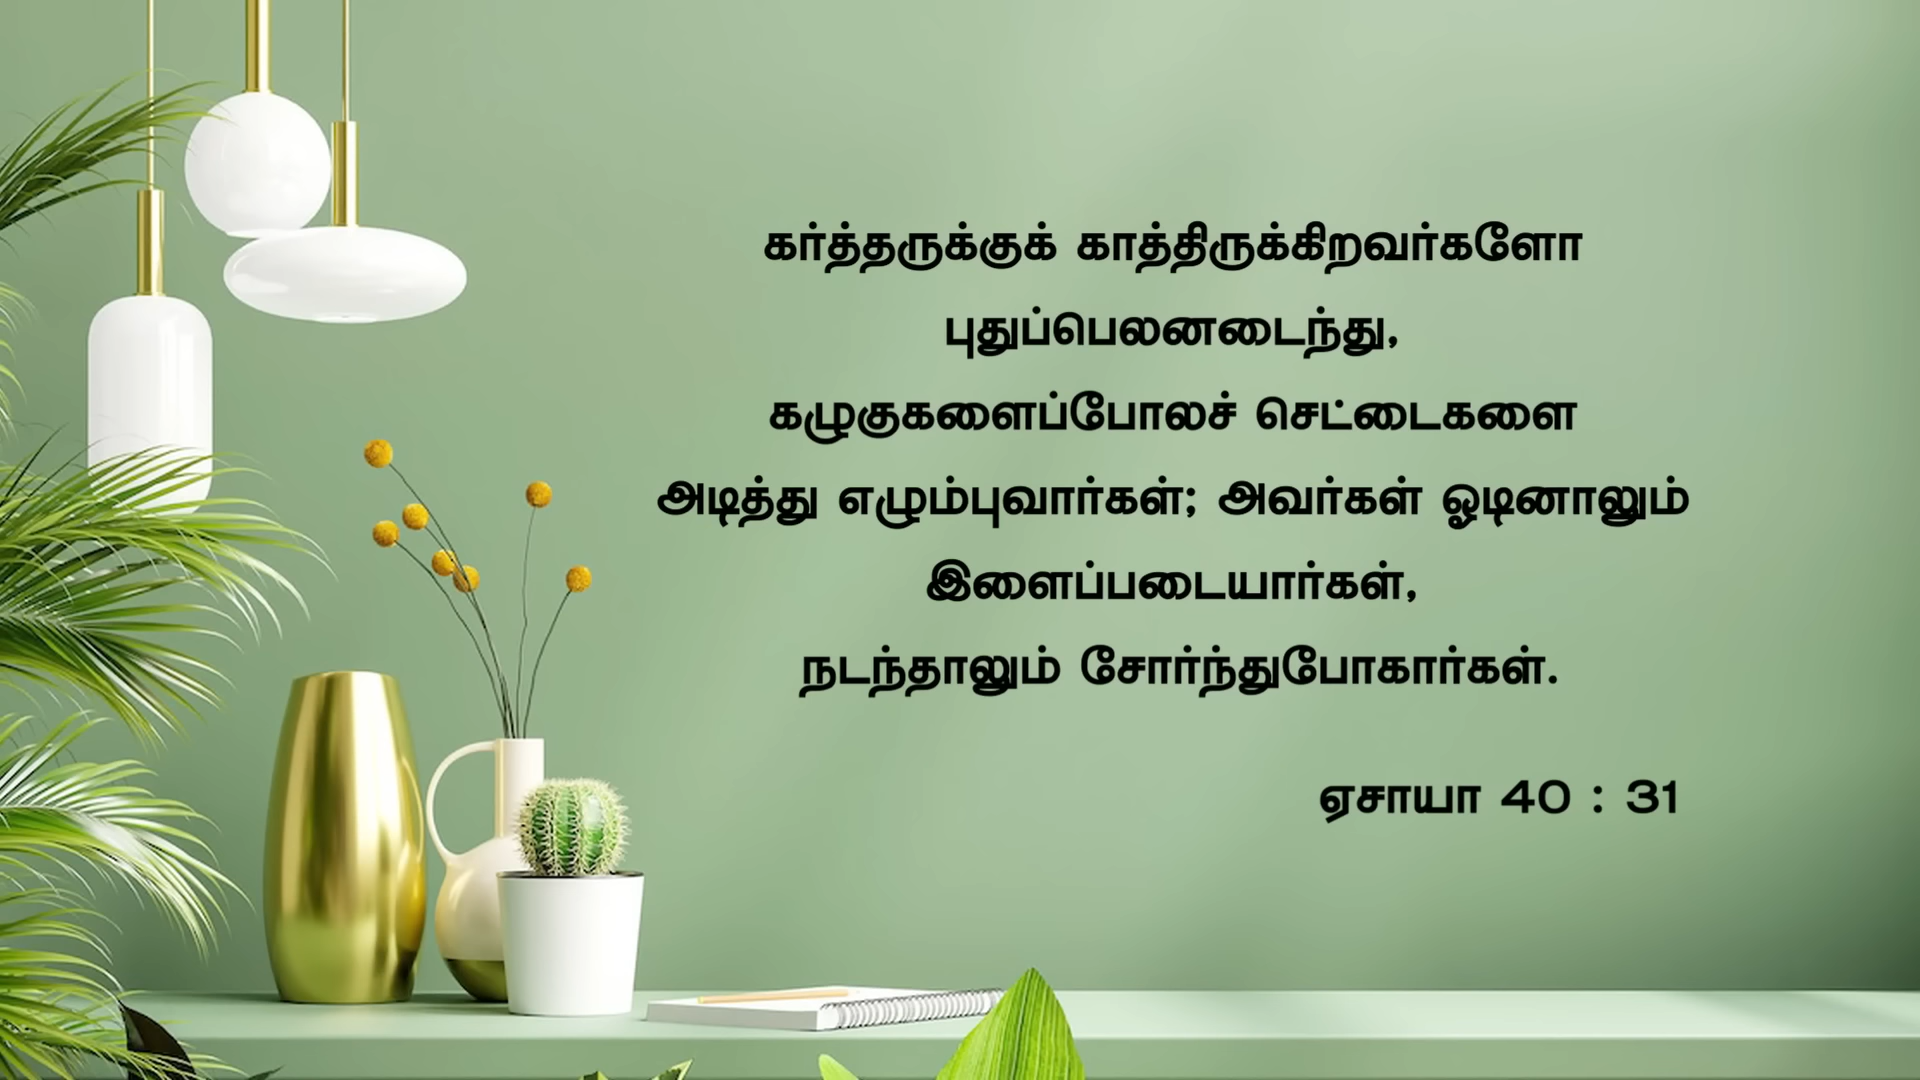 கர்த்தருக்குக் காத்திருக்கிறவர்களோ
புதுப்பெலனடைந்து,
கழுகுகளைப்போலச் செட்டைகளை
அடித்து எழும்புவார்கள்; அவர்கள் ஓடினாலும்
இளைப்படையார்கள்,
நடந்தாலும் சோர்ந்துபோகார்கள்.
ஏசாயா 40 : 31